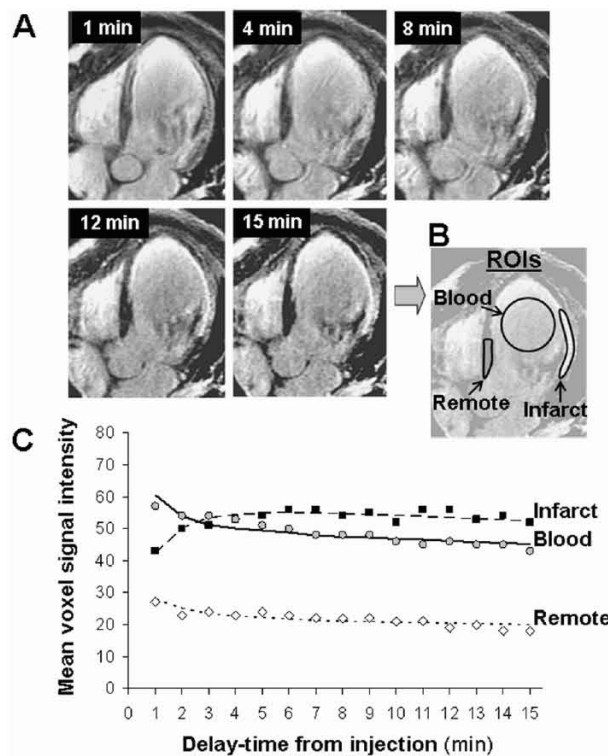 A
1 min
4 min
8 min
12 min
15 min
B
ROIs
Blood
Remote
Infarct
C
Mean voxel signal intensity
80
70
60
50
40
30
20
10
0
Infarct
Blood
Remote
0 1 2 3 4 5 6 7 8 9 10 11 12 13 14 15
Delay-time from injection (min)